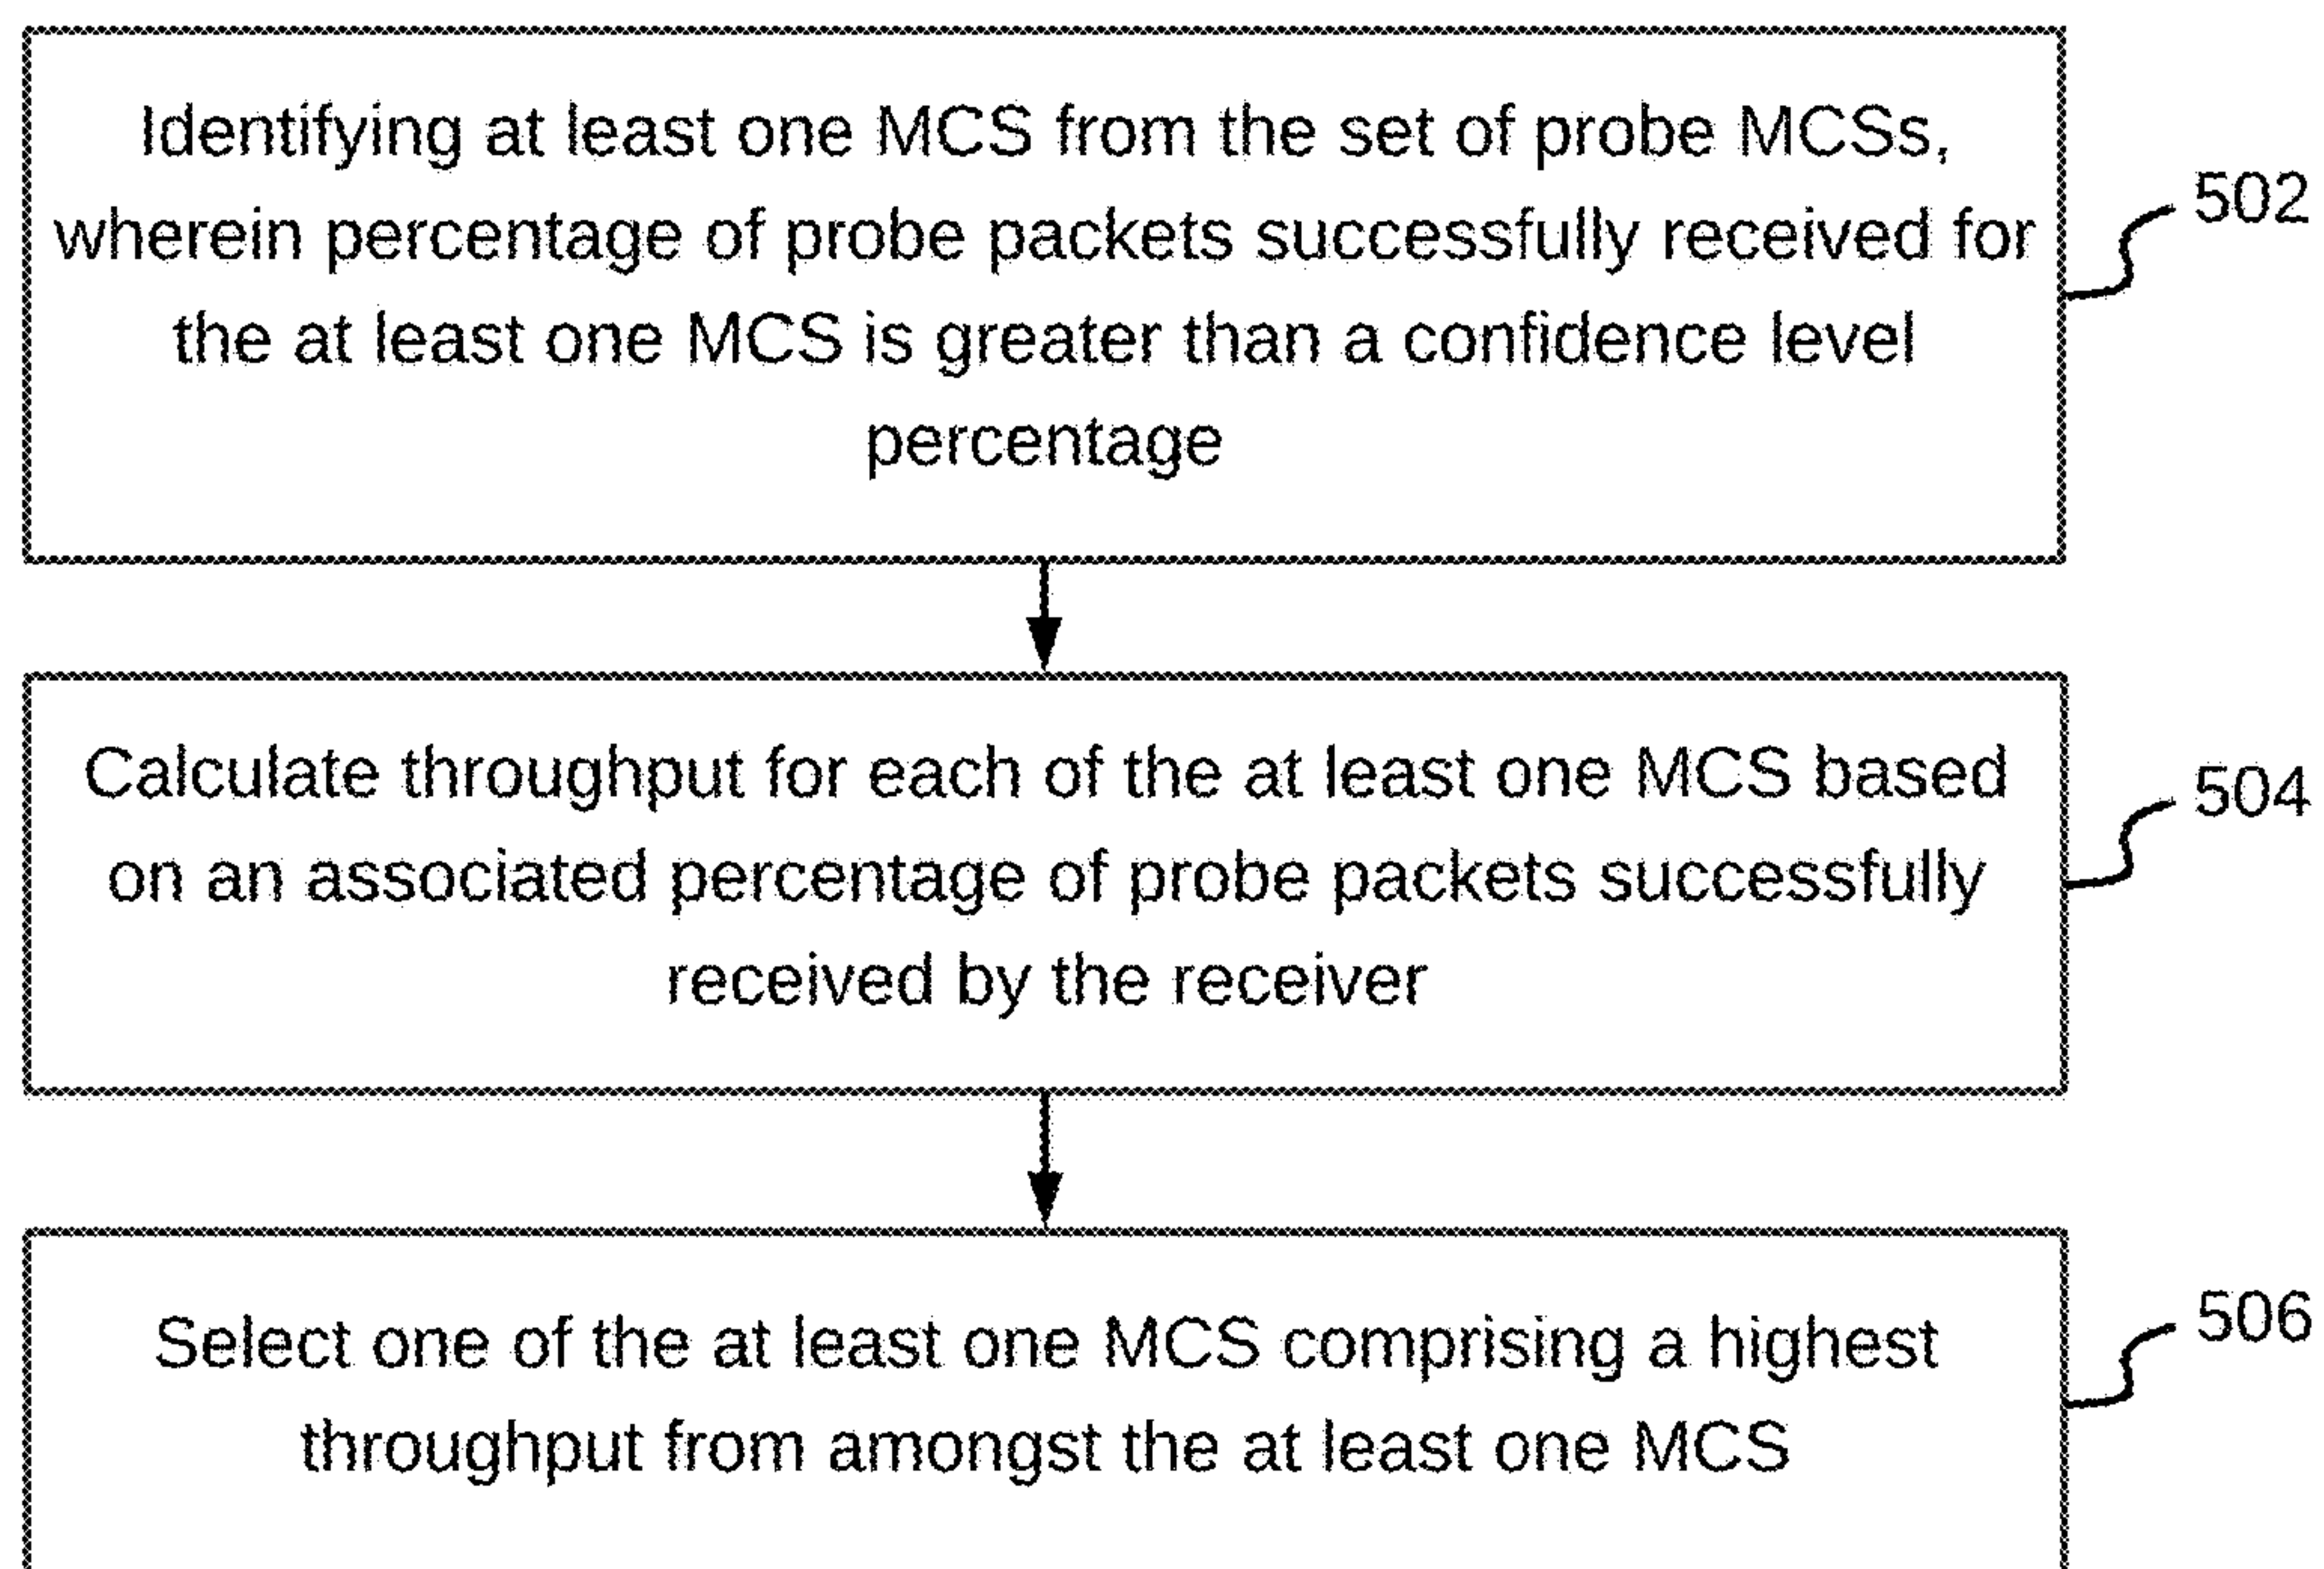 Identifying at least one MCS from the set of probe MCSs,
wherein percentage of probe packets successfully received for
the at least one MCS is greater than a confidence level
percentage
502
Calculate throughput for each of the at least one MCS based
on an associated percentage of probe packets successfully
received by the receiver
504
Select one of the at least one MCS comprising a highest
throughput from amongst the at least one MCS
506